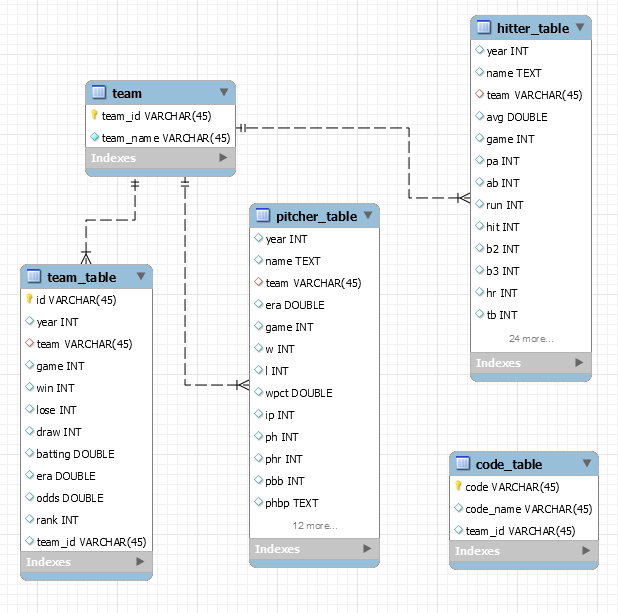 team
team_id VARCHAR(45)
team_name VARCHAR(45)
Indexes
hitter_table
year INT
name TEXT
team VARCHAR(45)
avg DOUBLE
game INT
pa INT
ab INT
run INT
hit INT
b2 INT
b3 INT
hr INT
tb INT
24 more...
Indexes
team_table
id VARCHAR(45)
year INT
team VARCHAR(45)
game INT
win INT
lose INT
draw INT
batting DOUBLE
era DOUBLE
odds DOUBLE
rank INT
team_id VARCHAR(45)
Indexes
pitcher_table
year INT
name TEXT
team VARCHAR(45)
era DOUBLE
game INT
w INT
l INT
wpct DOUBLE
ip INT
ph INT
phr INT
pbb INT
phbp TEXT
12 more...
Indexes
code_table
code VARCHAR(45)
code_name VARCHAR(45)
team_id VARCHAR(45)
Indexes